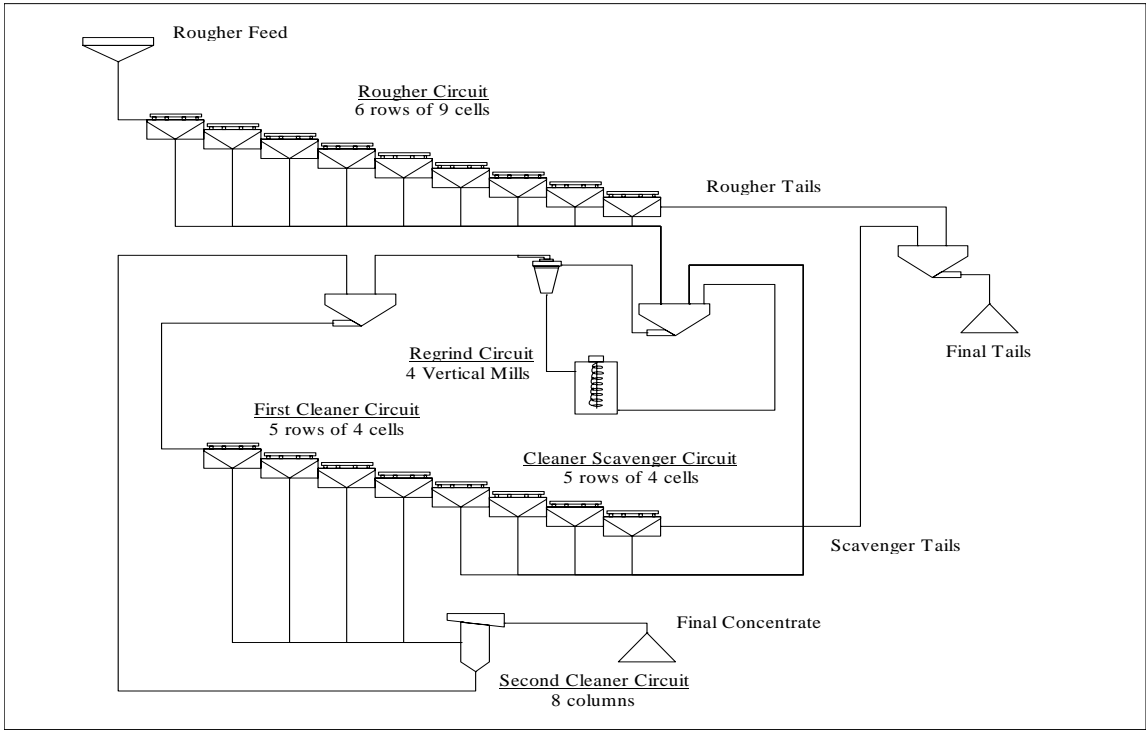 Rougher Feed
Rougher Circuit
6 rows of 9 cells
Rougher Tails
Final Tails
Regrind Circuit
4 Vertical Mills
First Cleaner Circuit
5 rows of 4 cells
Cleaner Scavenger Circuit
5 rows of 4 cells
Scavenger Tails
Final Concentrate
Second Cleaner Circuit
8 columns